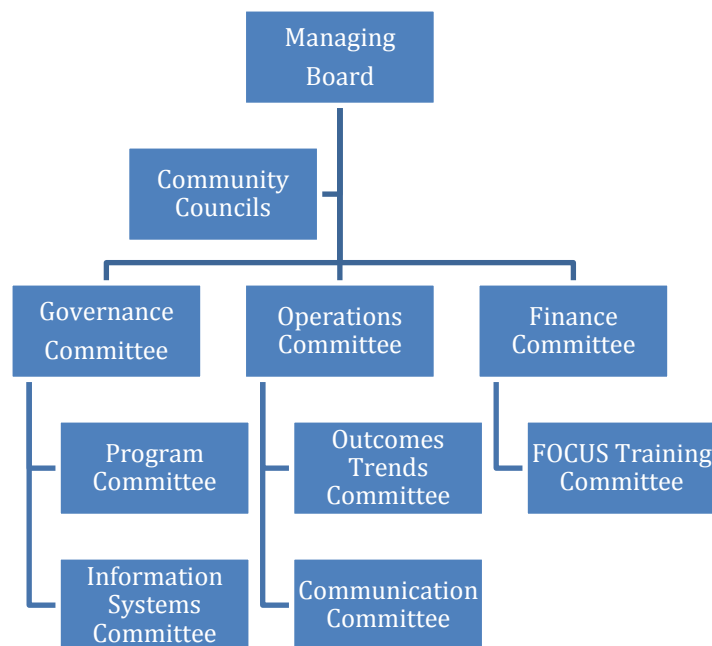 Managing
Board
Community
Councils
Governance
Committee
Operations
Committee
Finance
Committee
Program
Committee
Outcomes
Trends
Committee
FOCUS Training
Committee
Information
Systems
Committee
Communication
Committee